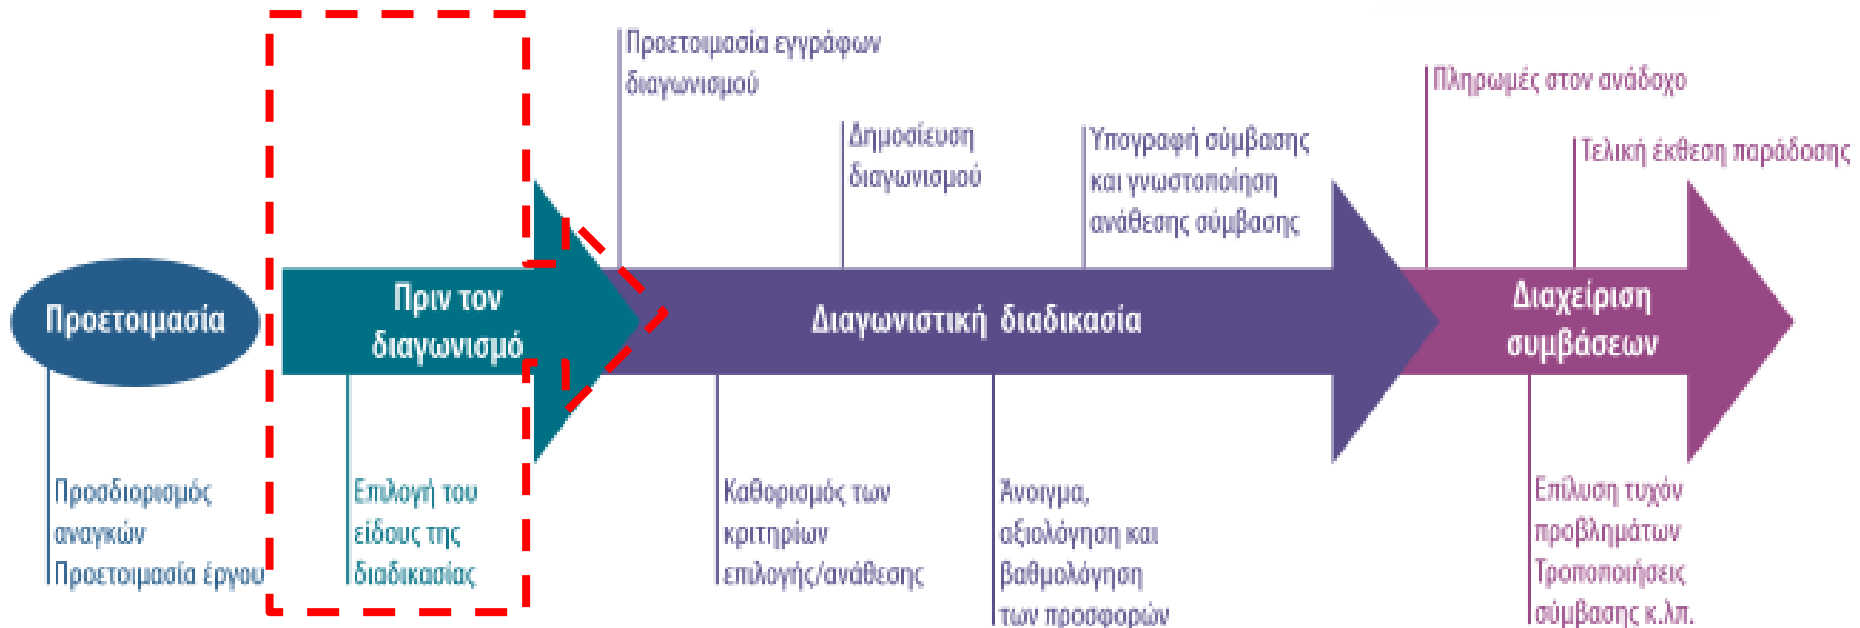 Προετοιμασία εγγράφων
διαγωνισμού
Δημοσίευση
διαγωνισμού
Υπογραφή σύμβασης
και γνωστοποίηση
ανάθεσης σύμβασης
Πληρωμές στον ανάδοχο
Τελική έκθεση παράδοσης
Προετοιμασία
Πριν τον
διαγωνισμό
Διαγωνιστική διαδικασία
Διαχείριση
συμβάσεων
Προσδιορισμός
αναγκών
Προετοιμασία έργου
Επιλογή του
είδους της
διαδικασίας
Καθορισμός των
κριτηρίων
επιλογής/ανάθεσης
Άνοιγμα,
αξιολόγηση και
βαθμολόγηση
των προσφορών
Επίλυση τυχόν
προβλημάτων
Τροποποιήσεις
σύμβασης κ.λπ.